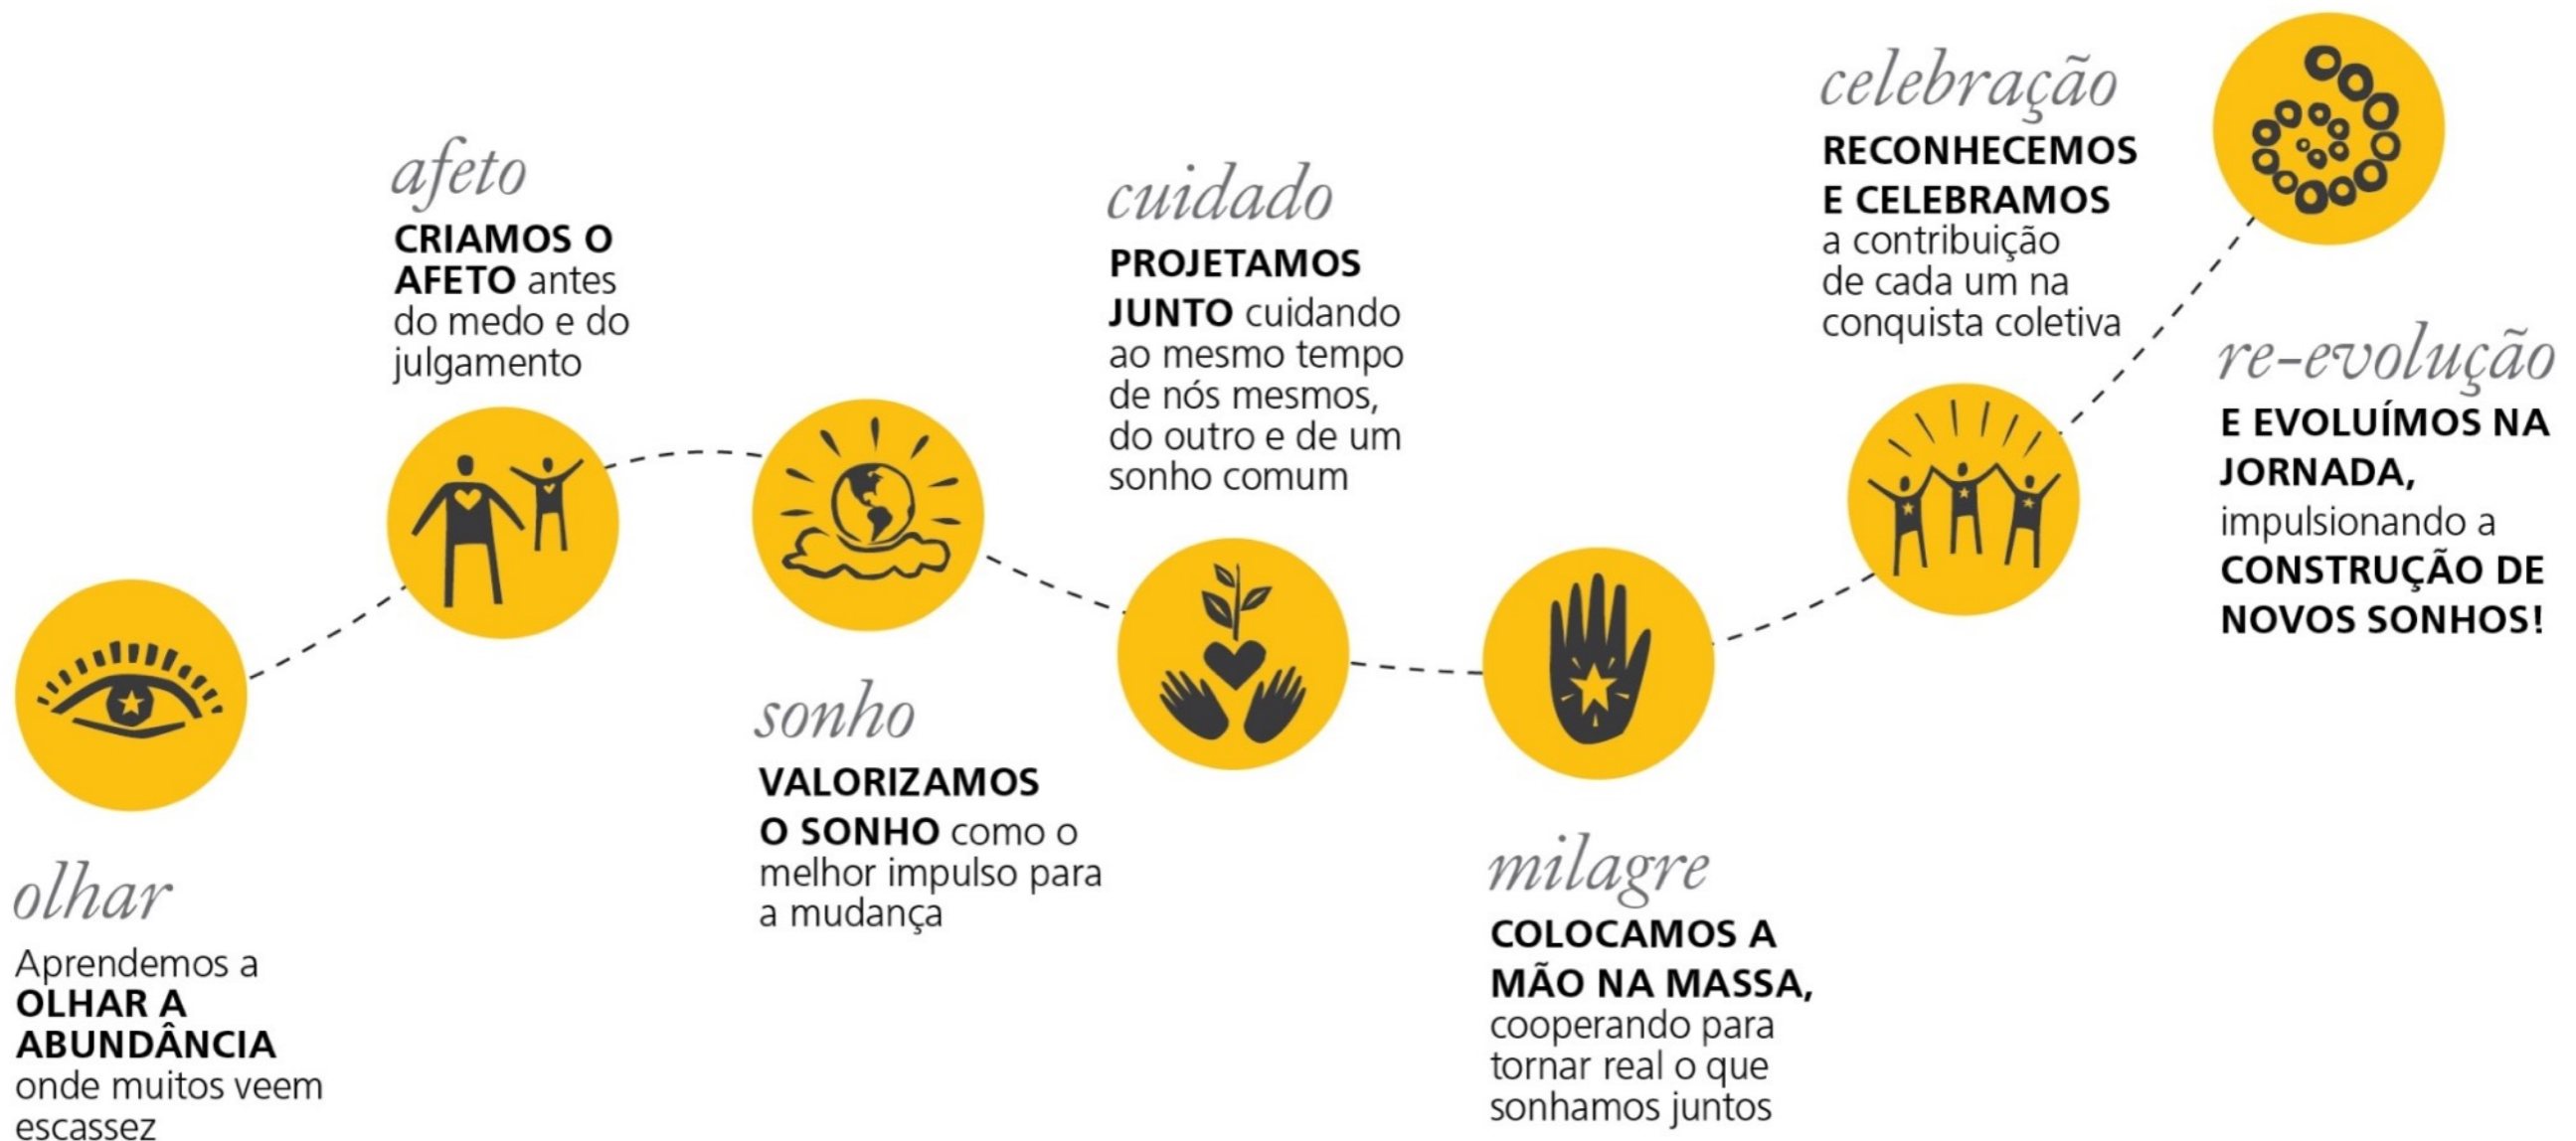 olhar
Aprendemos a
OLHAR A
ABUNDÂNCIA
onde muitos veem
escassez
afeto
CRIAMOS O
AFETO antes
do medo e do
julgamento
sonho
VALORIZAMOS
O SONHO como o
melhor impulso para
a mudança
cuidado
PROJETAMOS
JUNTO cuidando
ao mesmo tempo
de nós mesmos,
do outro e de um
sonho comum
milagre
COLOCAMOS A
MÃO NA MASSA,
cooperando para
tornar real o que
sonhamos juntos
celebração
RECONHECEMOS
E CELEBRAMOS
a contribuição
de cada um na
conquista coletiva
re-evolução
E EVOLUÍMOS NA
JORNADA,
impulsionando a
CONSTRUÇÃO DE
NOVOS SONHOS!